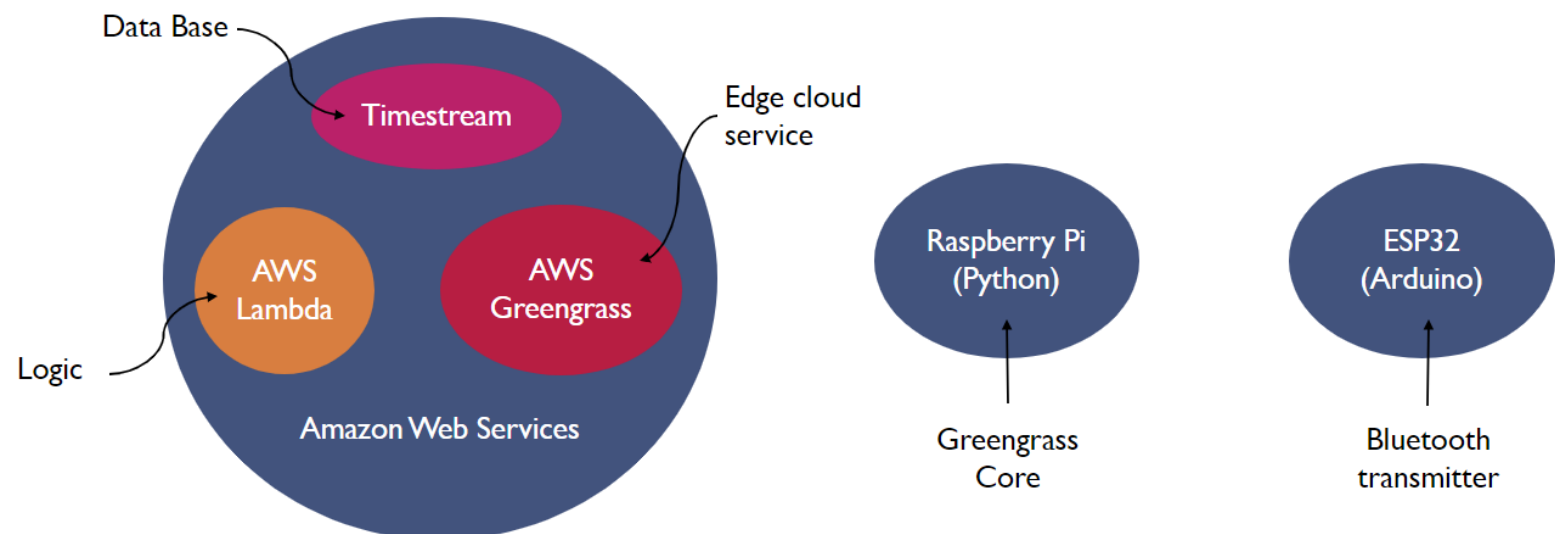 Data Base
Timestream
Edge cloud
service
AWS
Lambda
AWS
Greengrass
Logic
Amazon Web Services
Raspberry Pi
(Python)
Greengrass
Core
ESP32
(Arduino)
Bluetooth
transmitter